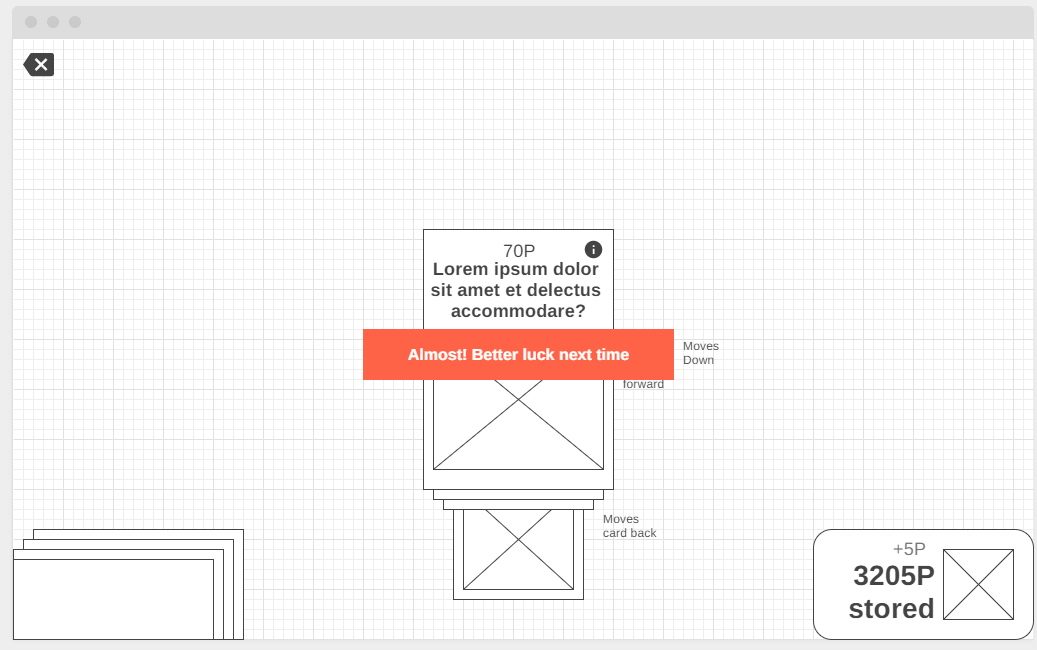 70P
Lorem ipsum dolor
sit amet et delectus
accommodare?
Almost! Better luck next time
Moves
Down
forward
Moves
card back
+5P
3205P
stored